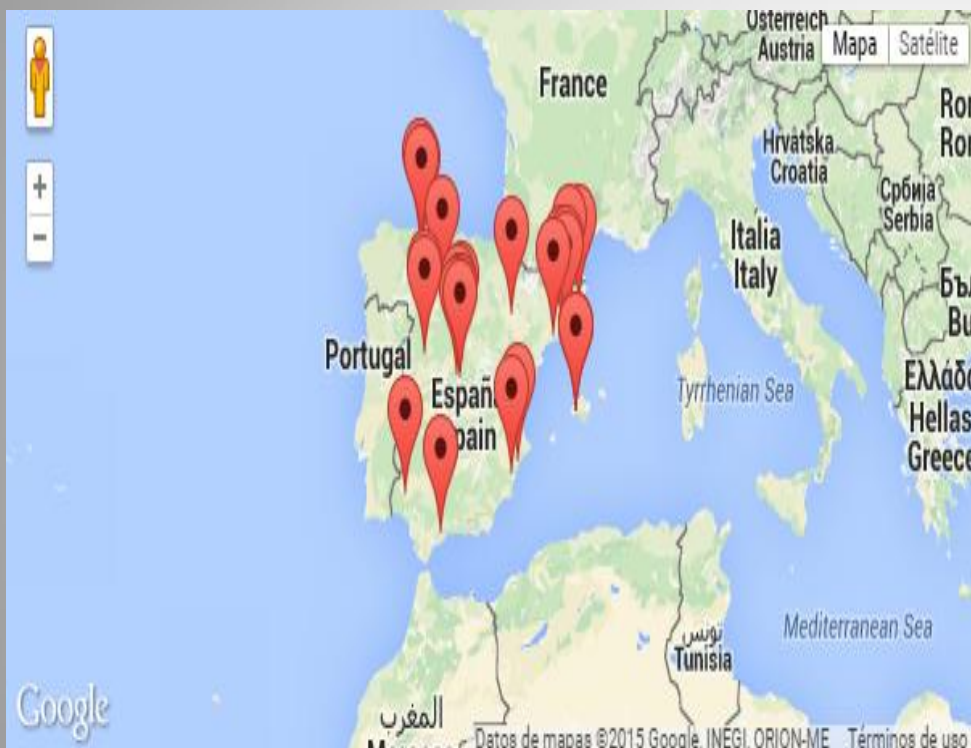 Österreich
Austria
Mapa
Satélite
France
Hrvatska
Croatia
Србија
Serbia
Italia
Italy
Portugal
España
Spain
Tyrrhenian Sea
Hellas
Greece
Mediterranean Sea
تونس
Tunisia
المغرب
Google
Datos de mapas ©2015 Google, INEGI, ORION-ME
Términos de uso